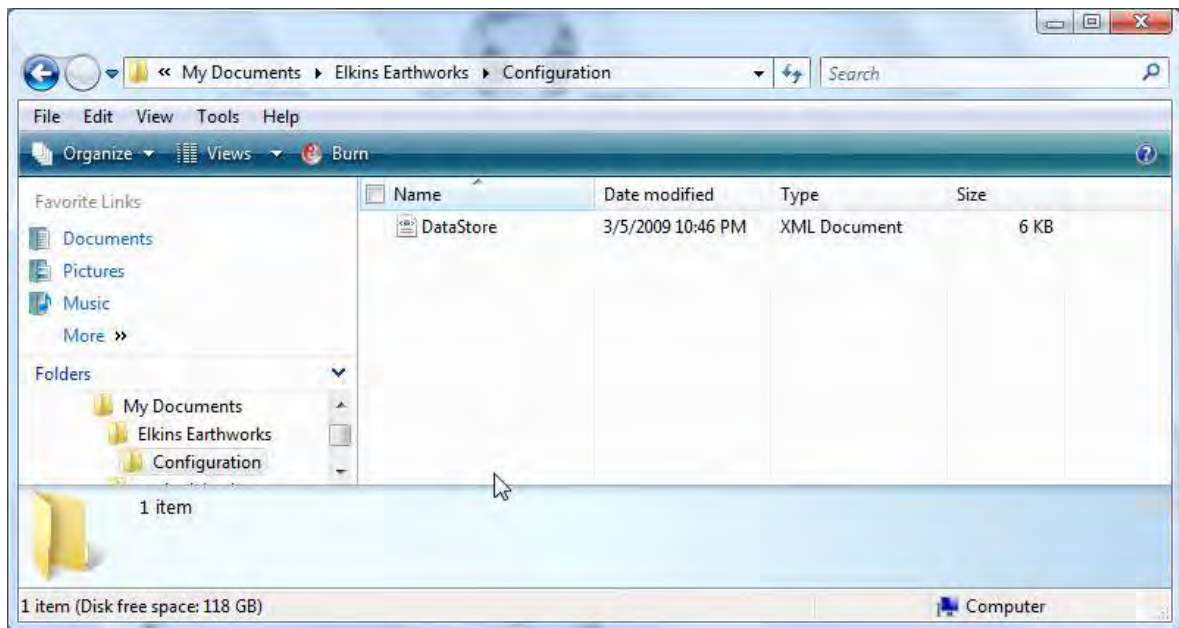 « My Documents ▸ Elkins Earthworks ▸ Configuration
Search
File Edit View Tools Help
Organize Views Burn
Favorite Links
Documents
Pictures
Music
More »
Folders
My Documents
Elkins Earthworks
Configuration
Name Date modified Type Size
DataStore 3/5/2009 10:46 PM XML Document 6 KB
1 item
1 item (Disk free space: 118 GB)
Computer